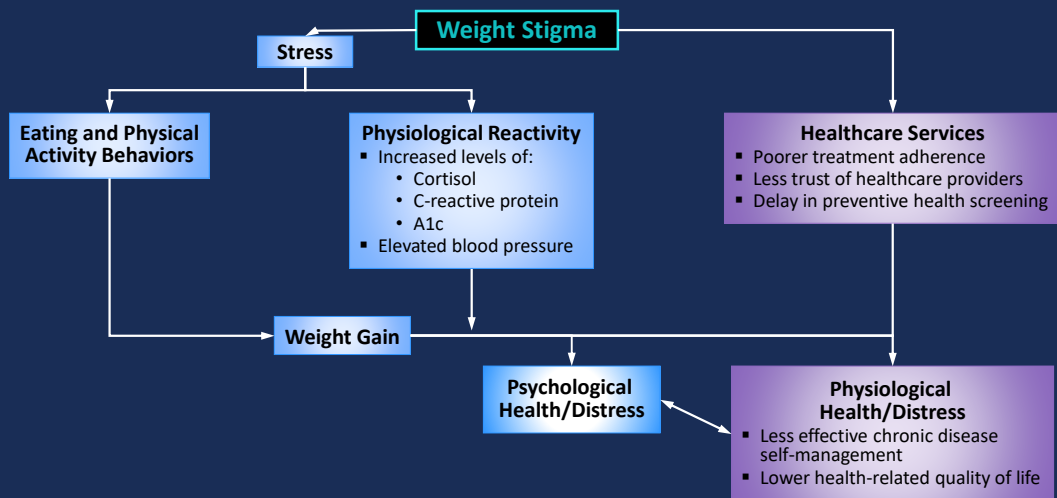 Weight Stigma
Stress
Eating and Physical
Activity Behaviors
Physiological Reactivity
▪ Increased levels of:
• Cortisol
• C-reactive protein
• A1c
▪ Elevated blood pressure
Healthcare Services
▪ Poorer treatment adherence
▪ Less trust of healthcare providers
▪ Delay in preventive health screening
Weight Gain
Psychological
Health/Distress
Physiological
Health/Distress
▪ Less effective chronic disease
self-management
▪ Lower health-related quality of life